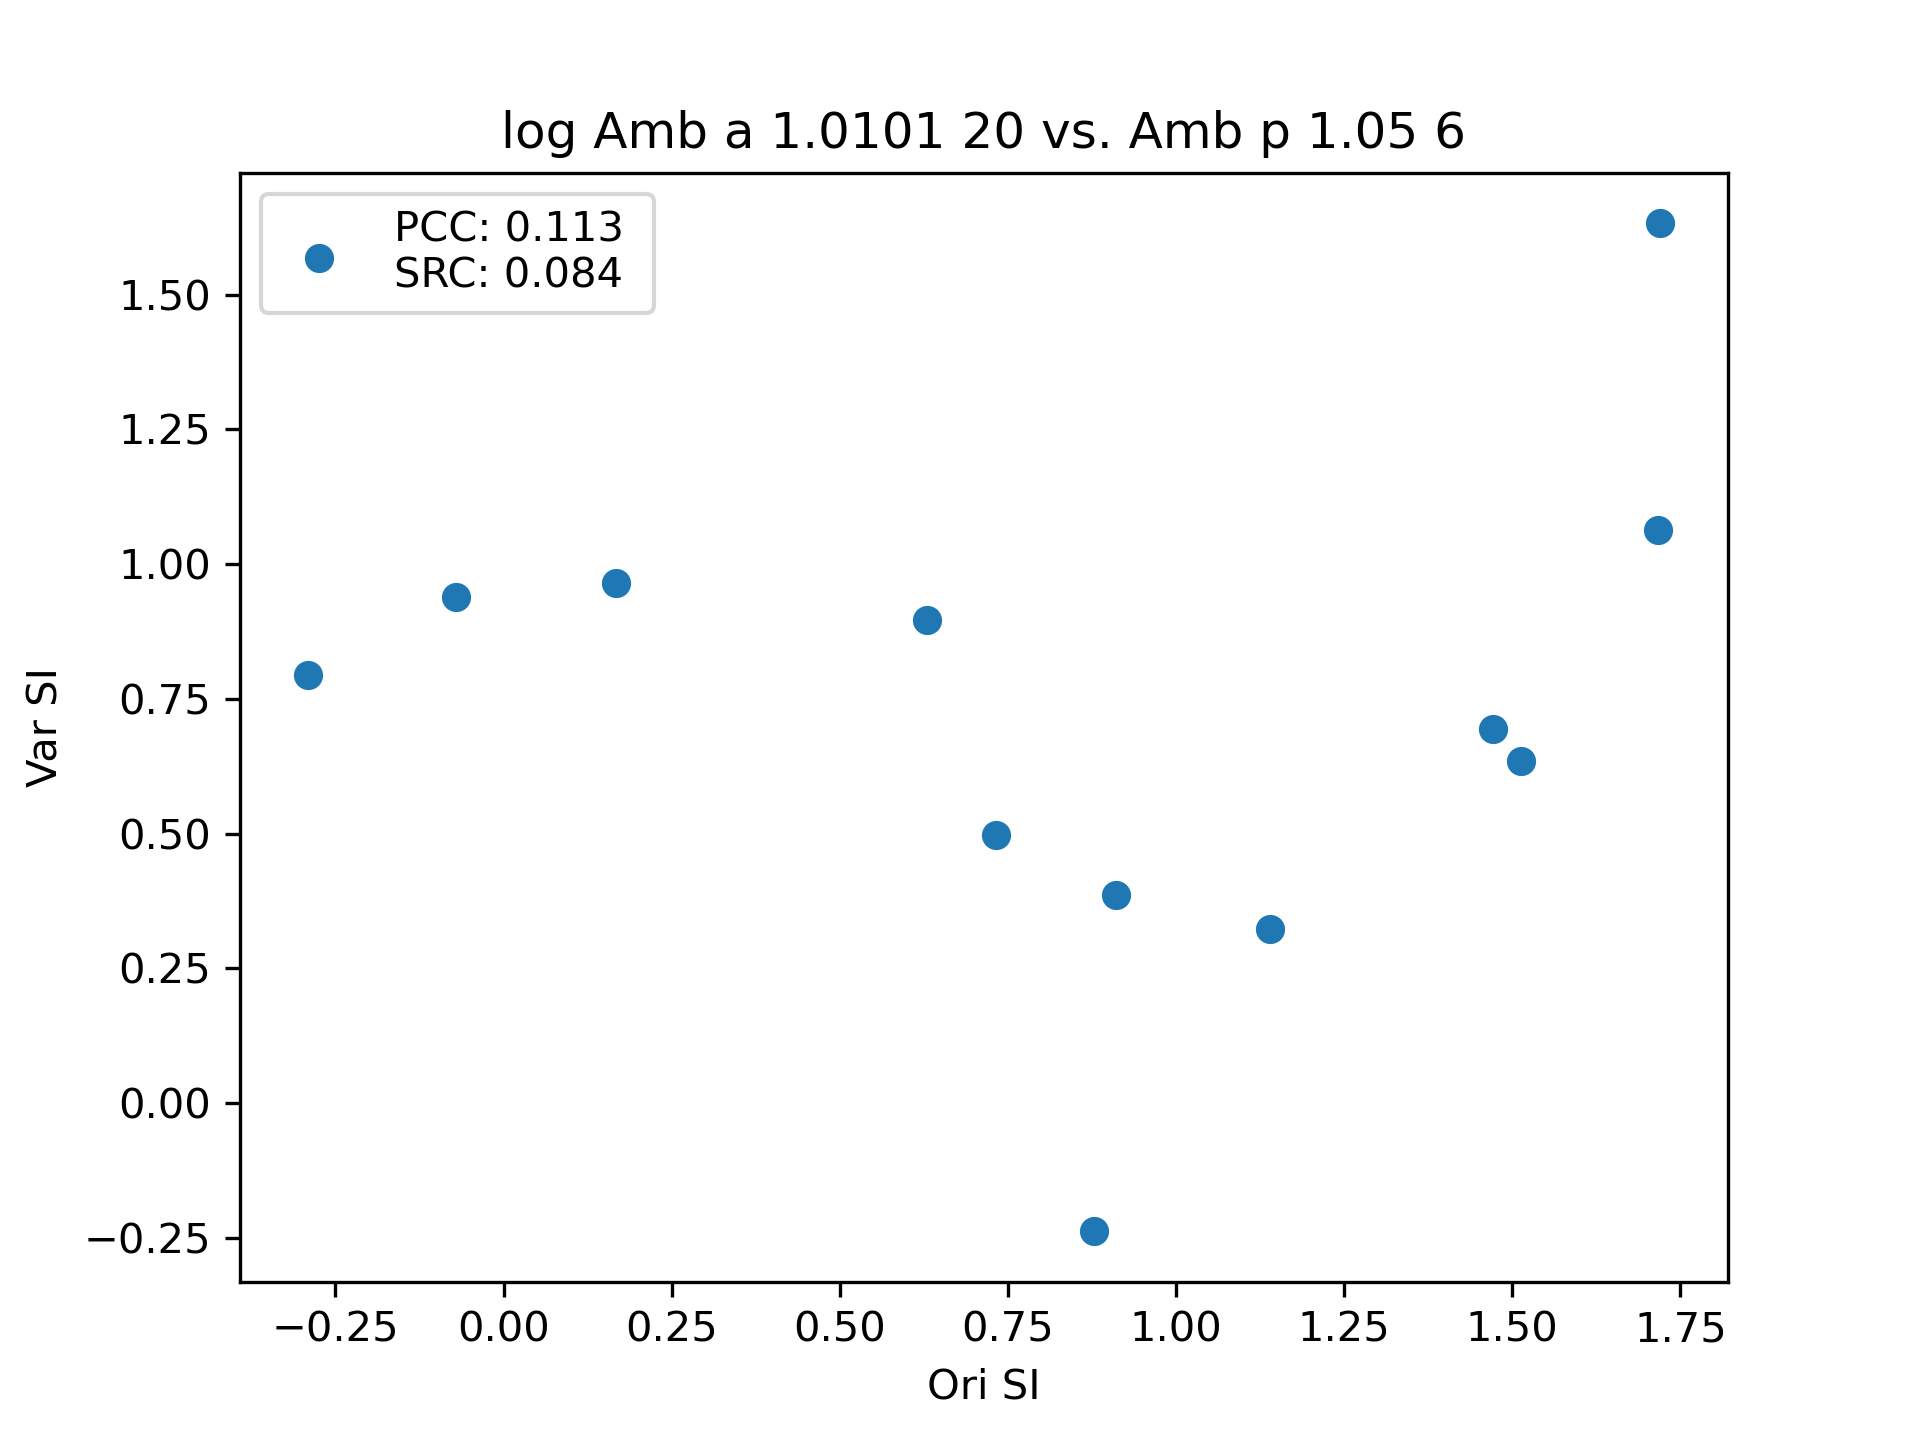 log Amb a 1.0101 20 vs. Amb p 1.05 6
PCC: 0.113
SRC: 0.084
1.50
1.25
1.00
0.75
0.50
0.25
0.00
−0.25
Var SI
−0.25 0.00 0.25 0.50 0.75 1.00 1.25 1.50 1.75
Ori SI